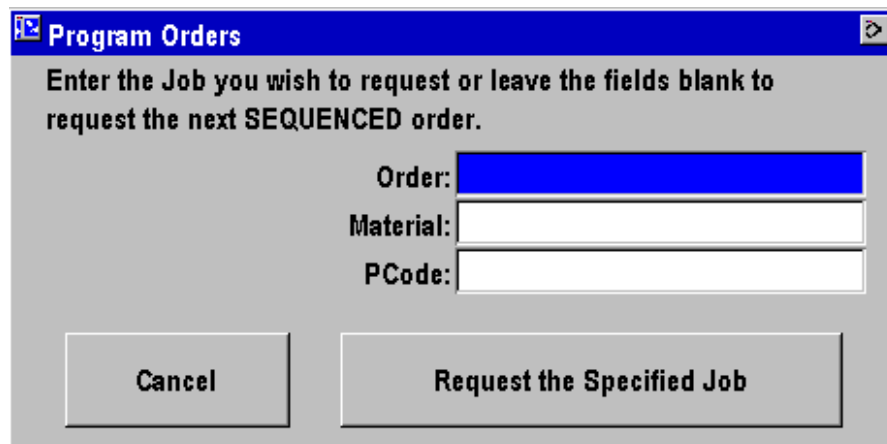 Program Orders
Enter the Job you wish to request or leave the fields blank to
request the next SEQUENCED order.
Order:
Material:
PCode:
Cancel
Request the Specified Job